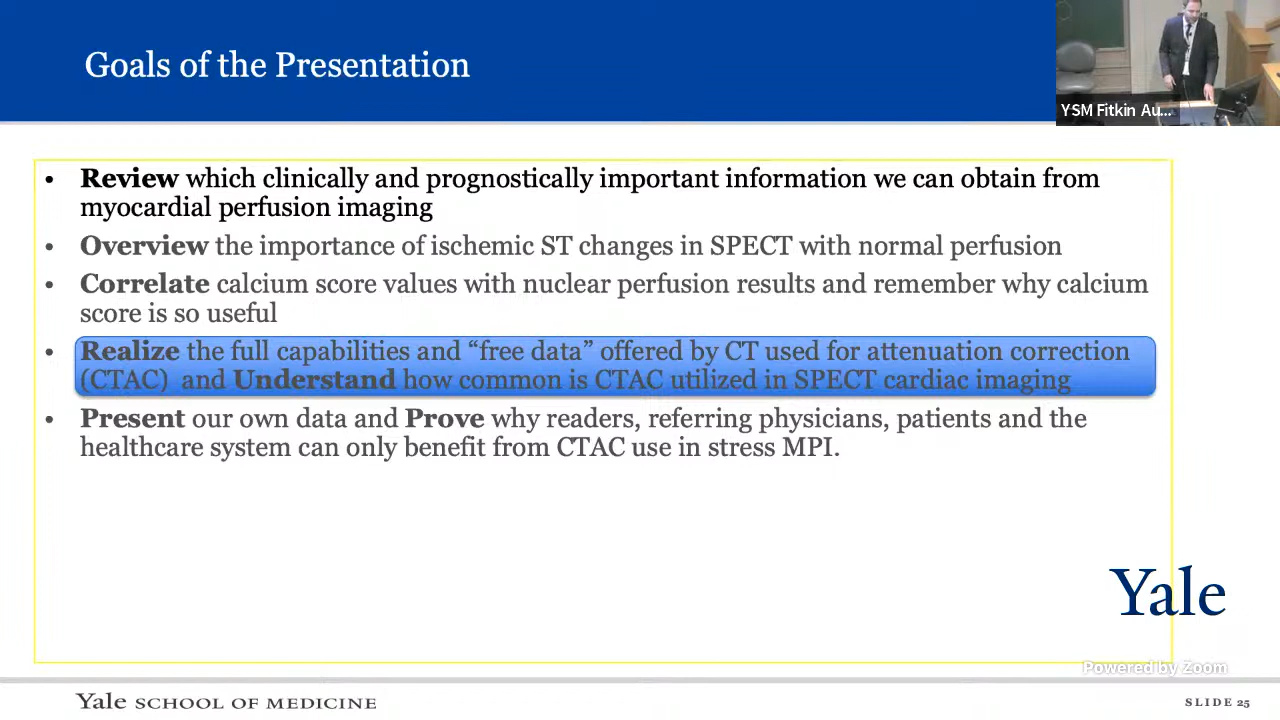 Goals of the Presentation
YSM Fitkin Au...
• Review which clinically and prognostically important information we can obtain from
myocardial perfusion imaging
• Overview the importance of ischemic ST changes in SPECT with normal perfusion
• Correlate calcium score values with nuclear perfusion results and remember why calcium
score is so useful
• Realize the full capabilities and “free data” offered by CT used for attenuation correction
(CTAC) and Understand how common is CTAC utilized in SPECT cardiac imaging
• Present our own data and Prove why readers, referring physicians, patients and the
healthcare system can only benefit from CTAC use in stress MPI.
Yale
Powered by Zoom
Yale SCHOOL OF MEDICINE
SLIDE 25